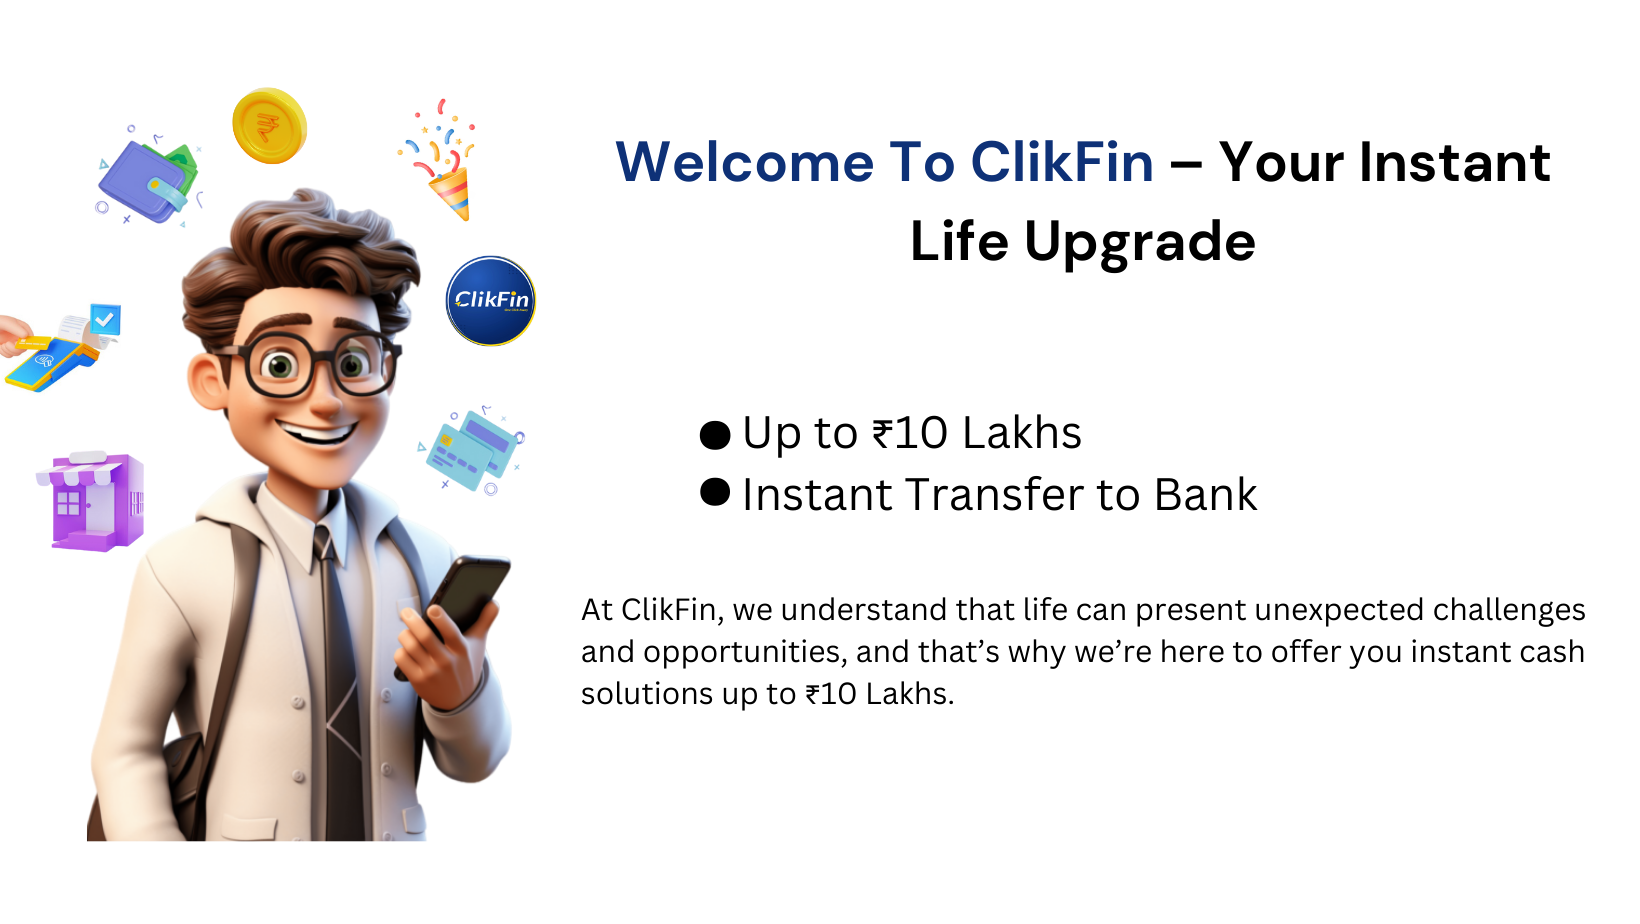 Welcome To ClikFin – Your Instant
Life Upgrade
ClikFin
● Up to ₹10 Lakhs
● Instant Transfer to Bank
At ClikFin, we understand that life can present unexpected challenges
and opportunities, and that’s why we’re here to offer you instant cash
solutions up to ₹10 Lakhs.